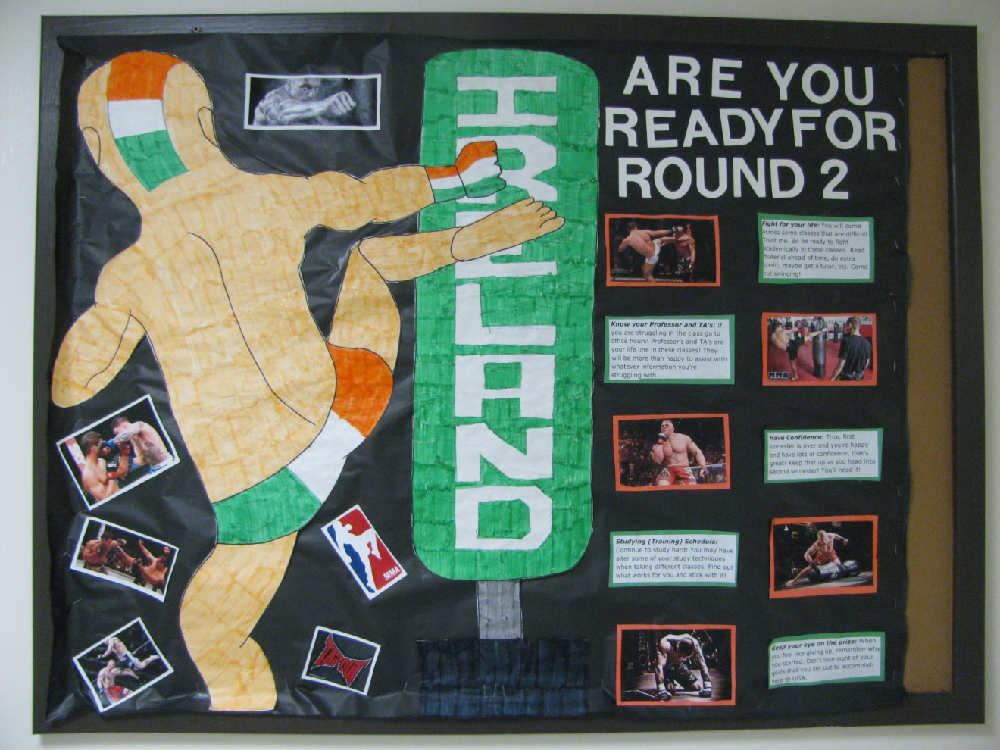 IRELAND
ARE YOU
READY FOR
ROUND 2
Fight for your life: You will come
across some classes that are difficult.
Trust me. So be ready to fight
academically in these classes. Read
material ahead of time, do extra
credit, maybe get a tutor, etc. Come
out swinging!
Know your Professor and TA's: If
you are struggling in the class go to
office hours! Professor's and TA's are
your life line in these classes! They
will be more than happy to assist with
whatever information you're
struggling with.
MMA
Have Confidence: True, first
semester is over and you're happy
and have lots of confidence; that's
great! Keep that up as you head into
second semester! You'll need it!
Studying (Training) Schedule:
Continue to study hard! You may have
alter some of your study techniques
when taking different classes. Find out
what works for you and stick with it!
Keep your eye on the prize: When
you feel like giving up, remember why
you started. Don't lose sight of your
goals that you set out to accomplish
here @ UGA.
MMA
TAPOUT